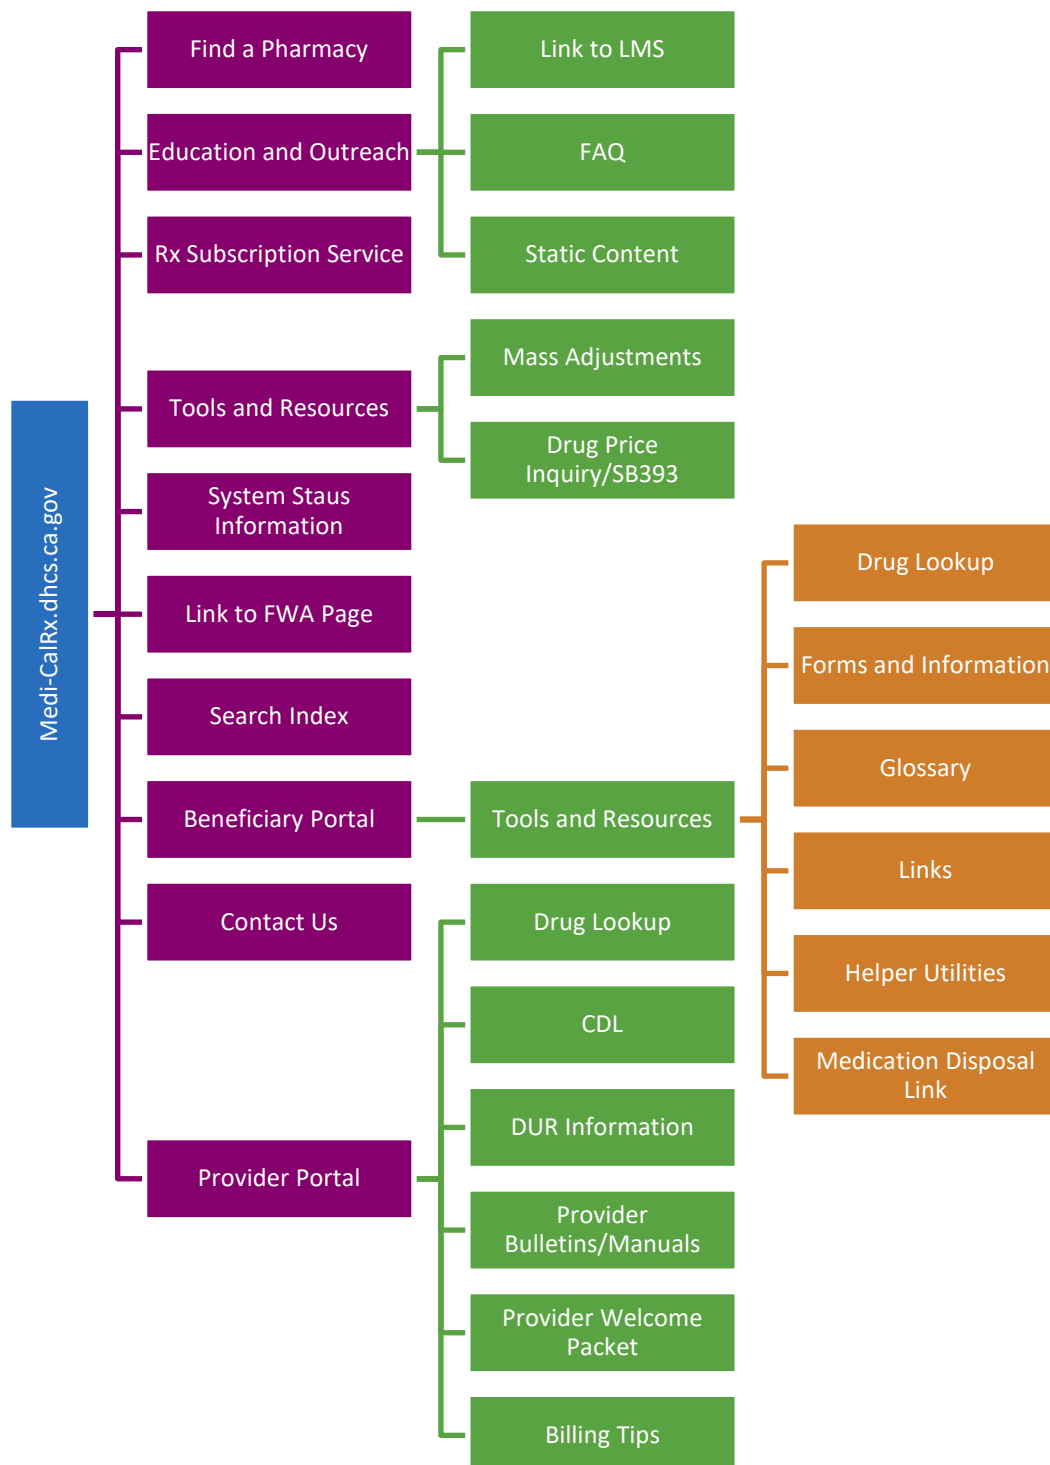 Medi-CalRx.dhcs.ca.gov
Find a Pharmacy
Education and Outreach
Link to LMS
FAQ
Static Content
Rx Subscription Service
Tools and Resources
Mass Adjustments
Drug Price
Inquiry/SB393
System Staus
Information
Link to FWA Page
Search Index
Beneficiary Portal
Tools and Resources
Drug Lookup
Forms and Information
Glossary
Links
Helper Utilities
Medication Disposal
Link
Contact Us
Provider Portal
Drug Lookup
CDL
DUR Information
Provider
Bulletins/Manuals
Provider Welcome
Packet
Billing Tips